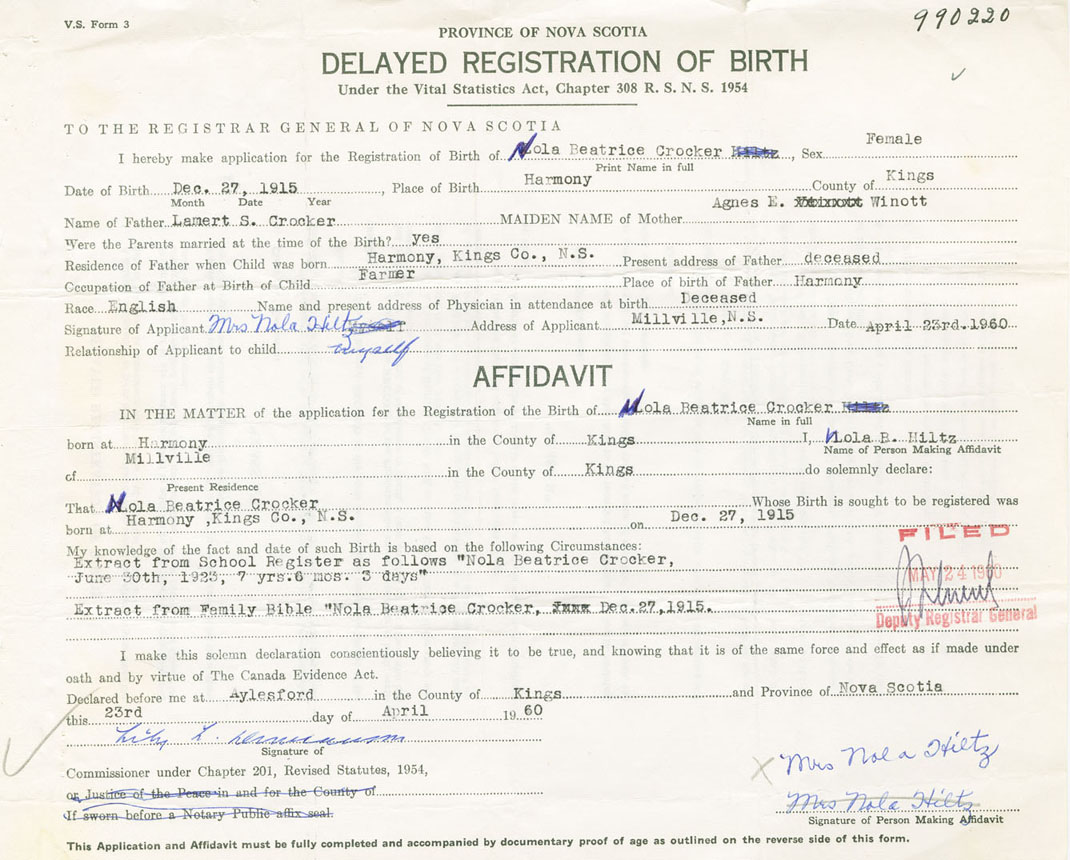 V.S. Form 3
990220
PROVINCE OF NOVA SCOTIA
DELAYED REGISTRATION OF BIRTH
Under the Vital Statistics Act, Chapter 308 R. S. N. S. 1954
TO THE REGISTRAR GENERAL OF NOVA SCOTIA
I hereby make application for the Registration of Birth of Nola Beatrice Crocker Hiltz, Sex Female
Print Name in full
Date of Birth Dec. 27, 1915, Place of Birth Harmony County of Kings
Month Date Year
Name of Father Lamert S. Crocker MAIDEN NAME of Mother Agnes E. Winott
Were the Parents married at the time of the Birth? yes
Residence of Father when Child was born Harmony, Kings Co., N.S. Present address of Father deceased
Occupation of Father at Birth of Child Farmer Place of birth of Father Harmony
Race English Name and present address of Physician in attendance at birth Deceased
Signature of Applicant Mrs Nola Hiltz Address of Applicant Millville, N.S. Date April 23rd. 1960
Relationship of Applicant to child myself
AFFIDAVIT
IN THE MATTER of the application for the Registration of the Birth of Nola Beatrice Crocker Hiltz
Name in full
born at Harmony in the County of Kings I, Nola B. Hiltz
Name of Person Making Affidavit
of Millville in the County of Kings do solemnly declare:
Present Residence
That Nola Beatrice Crocker Whose Birth is sought to be registered was
born at Harmony ,Kings Co., N.S. on Dec. 27, 1915
My knowledge of the fact and date of such Birth is based on the following Circumstances:
Extract from School Register as follows "Nola Beatrice Crocker,
June 30th, 1923, 7 yrs.6 mos. 3 days"
Extract from Family Bible "Nola Beatrice Crocker, Dec.27,1915.
FILED
MAY 24 1960
Deputy Registrar General
I make this solemn declaration conscientiously believing it to be true, and knowing that it is of the same force and effect as if made under
oath and by virtue of The Canada Evidence Act.
Declared before me at Aylesford in the County of Kings and Province of Nova Scotia
this 23rd day of April 1960
Signature of
Commissioner under Chapter 201, Revised Statutes, 1954,
or Justice of the Peace in and for the County of
If sworn before a Notary Public affix seal.
X Mrs Nola Hiltz
Mrs Nola Hiltz
Signature of Person Making Affidavit
This Application and Affidavit must be fully completed and accompanied by documentary proof of age as outlined on the reverse side of this form.